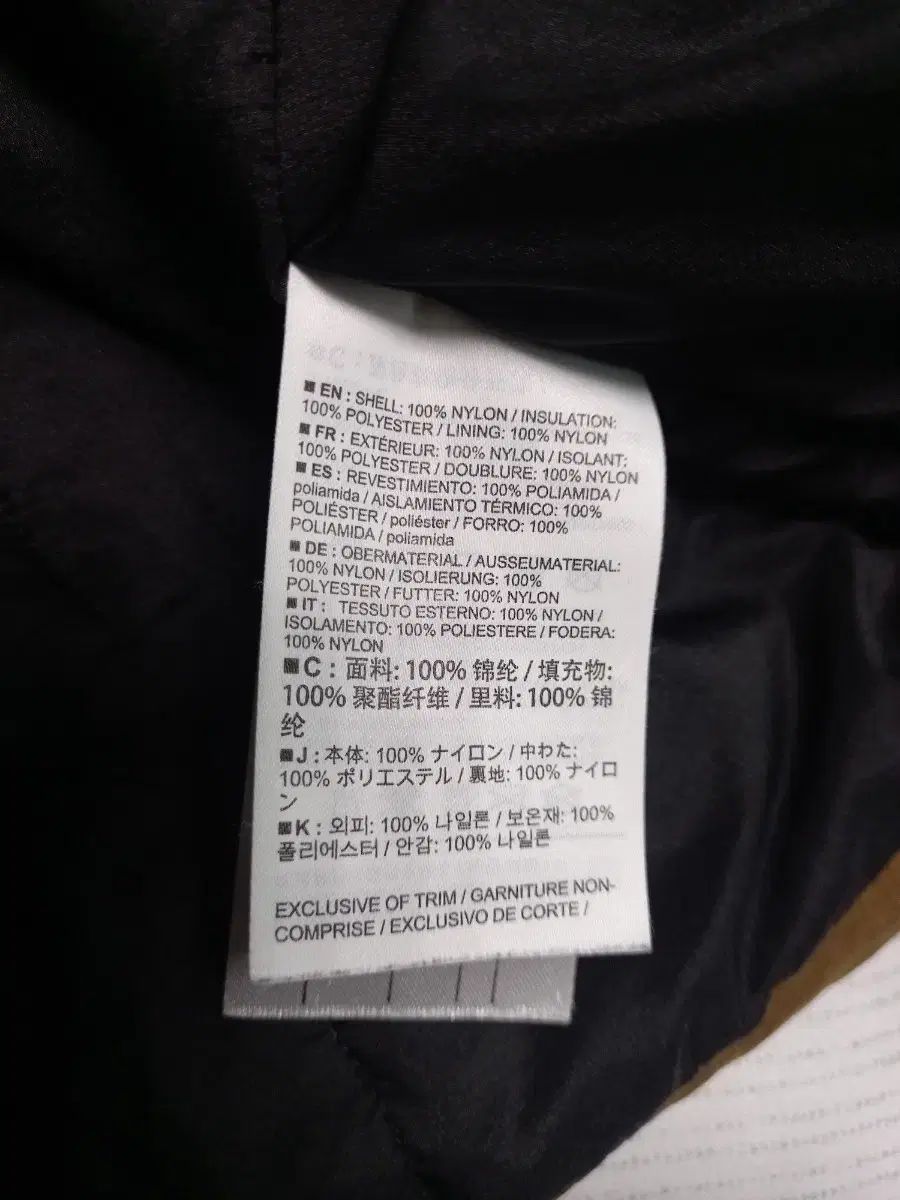 EN : SHELL: 100% NYLON / INSULATION:
100% POLYESTER / LINING: 100% NYLON
FR : EXTÉRIEUR: 100% NYLON / ISOLANT:
100% POLYESTER / DOUBLURE: 100% NYLON
ES : REVESTIMIENTO: 100% POLIAMIDA /
poliamida / AISLAMIENTO TÉRMICO: 100%
POLIÉSTER / poliéster / FORRO: 100%
POLIAMIDA / poliamida
DE : OBERMATERIAL / AUSSEUMATERIAL:
100% NYLON / ISOLIERUNG: 100%
POLYESTER / FUTTER: 100% NYLON
IT : TESSUTO ESTERNO: 100% NYLON /
ISOLAMENTO: 100% POLIESTERE / FODERA:
100% NYLON
C : 面料: 100% 锦纶 / 填充物:
100% 聚酯纤维 / 里料: 100% 锦
纶
J : 本体: 100% ナイロン / 中わた:
100% ポリエステル / 裏地: 100% ナイロ
ン
K : 외피: 100% 나일론 / 보온재: 100%
폴리에스터 / 안감: 100% 나일론
EXCLUSIVE OF TRIM / GARNITURE NON-
COMPRISE / EXCLUSIVO DE CORTE /